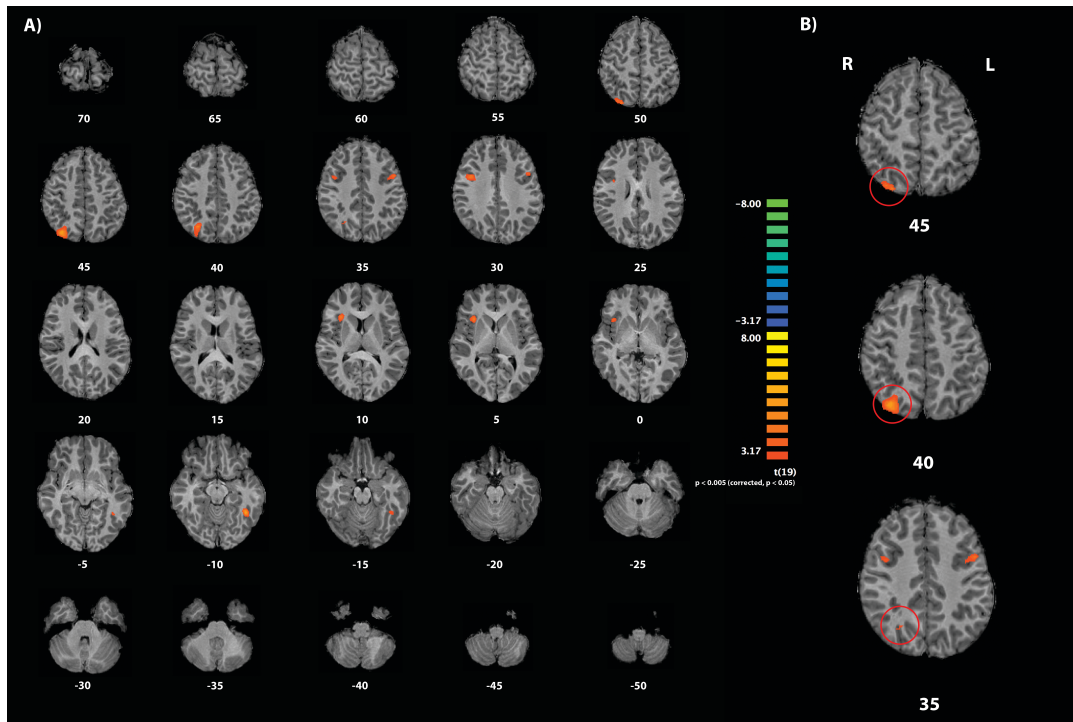 A)
70 65 60 55 50
45 40 35 30 25
20 15 10 5 0
-5 -10 -15 -20 -25
-30 -35 -40 -45 -50
−8.00
−3.17
8.00
3.17
t(19)
p < 0.005 (corrected, p < 0.05)
B)
R L
45
40
35